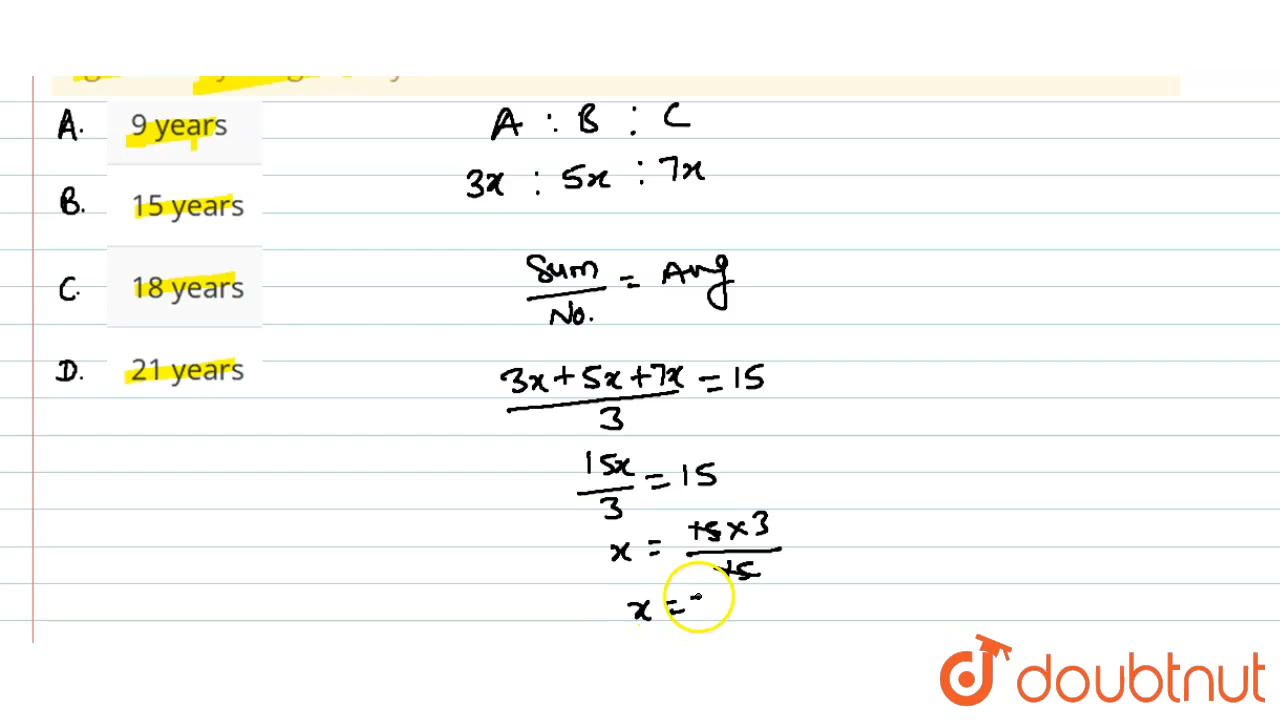 A. 9 years
B. 15 years
C. 18 years
D. 21 years
A : B : C
3x : 5x : 7x
Sum/No. = Avg
3x+5x+7x/3 = 15
15x/3 = 15
x = 15×3/15
x =
doubtnut